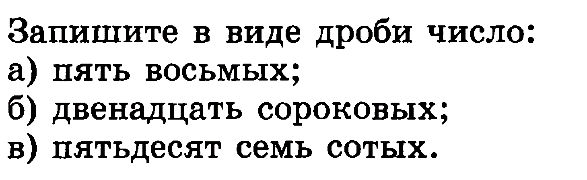 Запишите в виде дроби число:
а) пять восьмых;
б) двенадцать сороковых;
в) пятьдесят семь сотых.